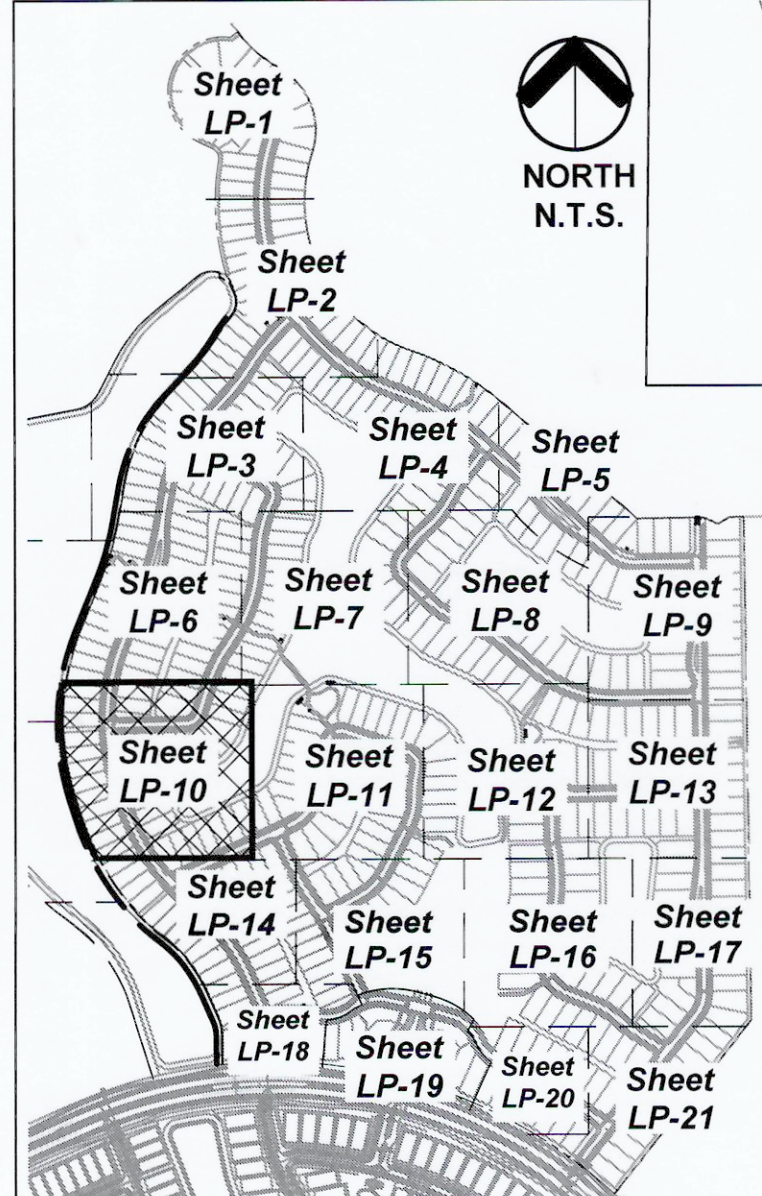 Sheet
LP-1
NORTH
N.T.S.
Sheet
LP-2
Sheet
LP-3
Sheet
LP-4
Sheet
LP-5
Sheet
LP-6
Sheet
LP-7
Sheet
LP-8
Sheet
LP-9
Sheet
LP-10
Sheet
LP-11
Sheet
LP-12
Sheet
LP-13
Sheet
LP-14
Sheet
LP-15
Sheet
LP-16
Sheet
LP-17
Sheet
LP-18
Sheet
LP-19
Sheet
LP-20
Sheet
LP-21